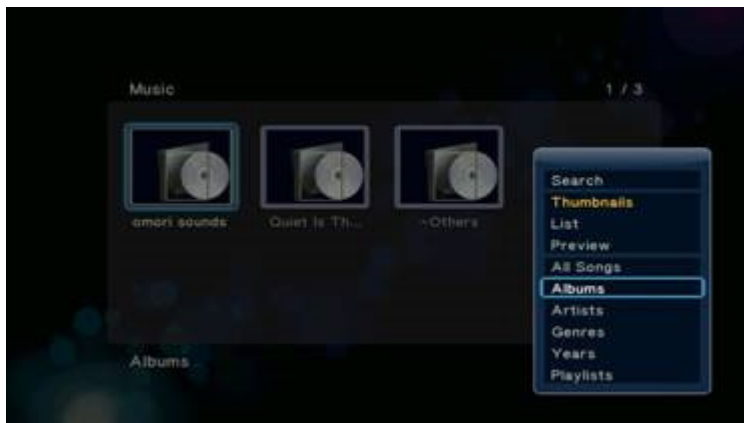 Music
1 / 3
omori sounds
Quiet Is Th...
~Others
Albums
Search
Thumbnails
List
Preview
All Songs
Albums
Artists
Genres
Years
Playlists